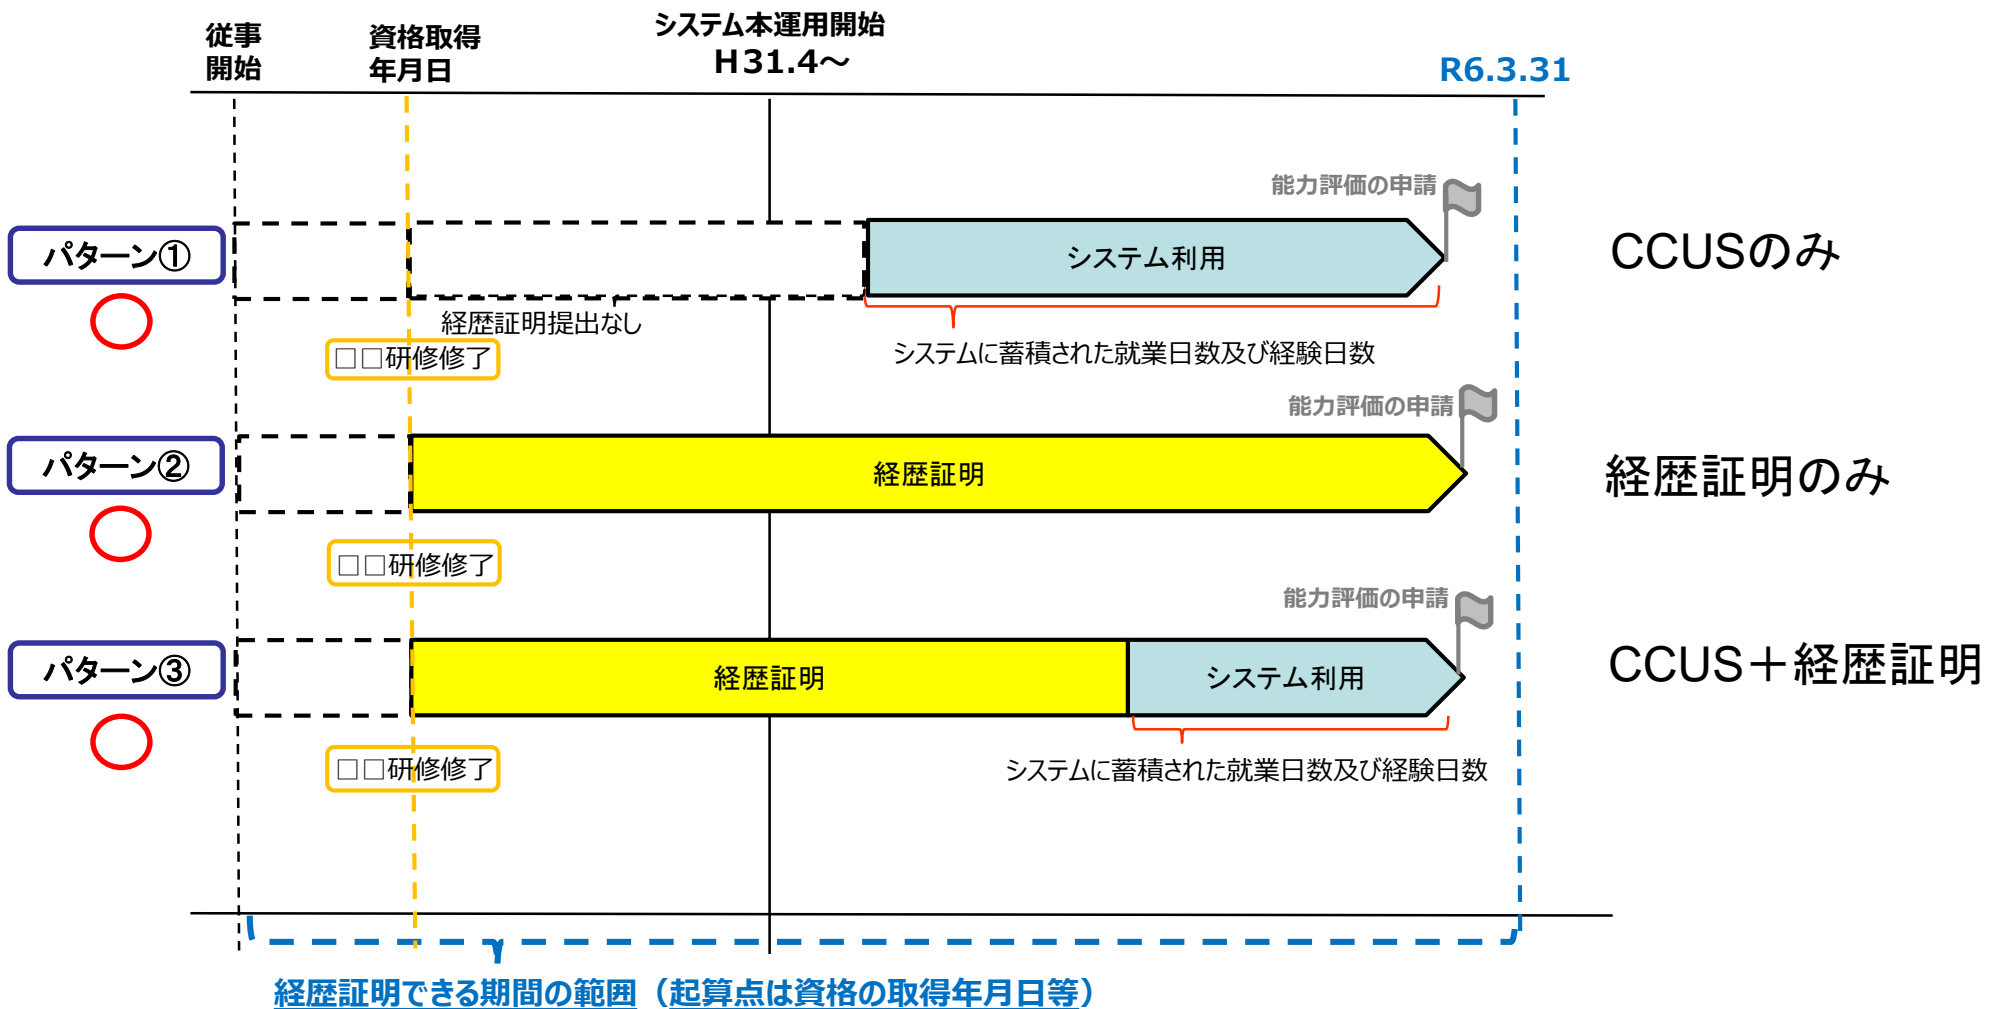 従事
開始
資格取得
年月日
システム本運用開始
H31.4～
R6.3.31
能力評価の申請
パターン①
システム利用
CCUSのみ
経歴証明提出なし
□□研修修了
システムに蓄積された就業日数及び経験日数
能力評価の申請
パターン②
経歴証明
経歴証明のみ
□□研修修了
能力評価の申請
パターン③
経歴証明
システム利用
CCUS＋経歴証明
□□研修修了
システムに蓄積された就業日数及び経験日数
経歴証明できる期間の範囲（起算点は資格の取得年月日等）